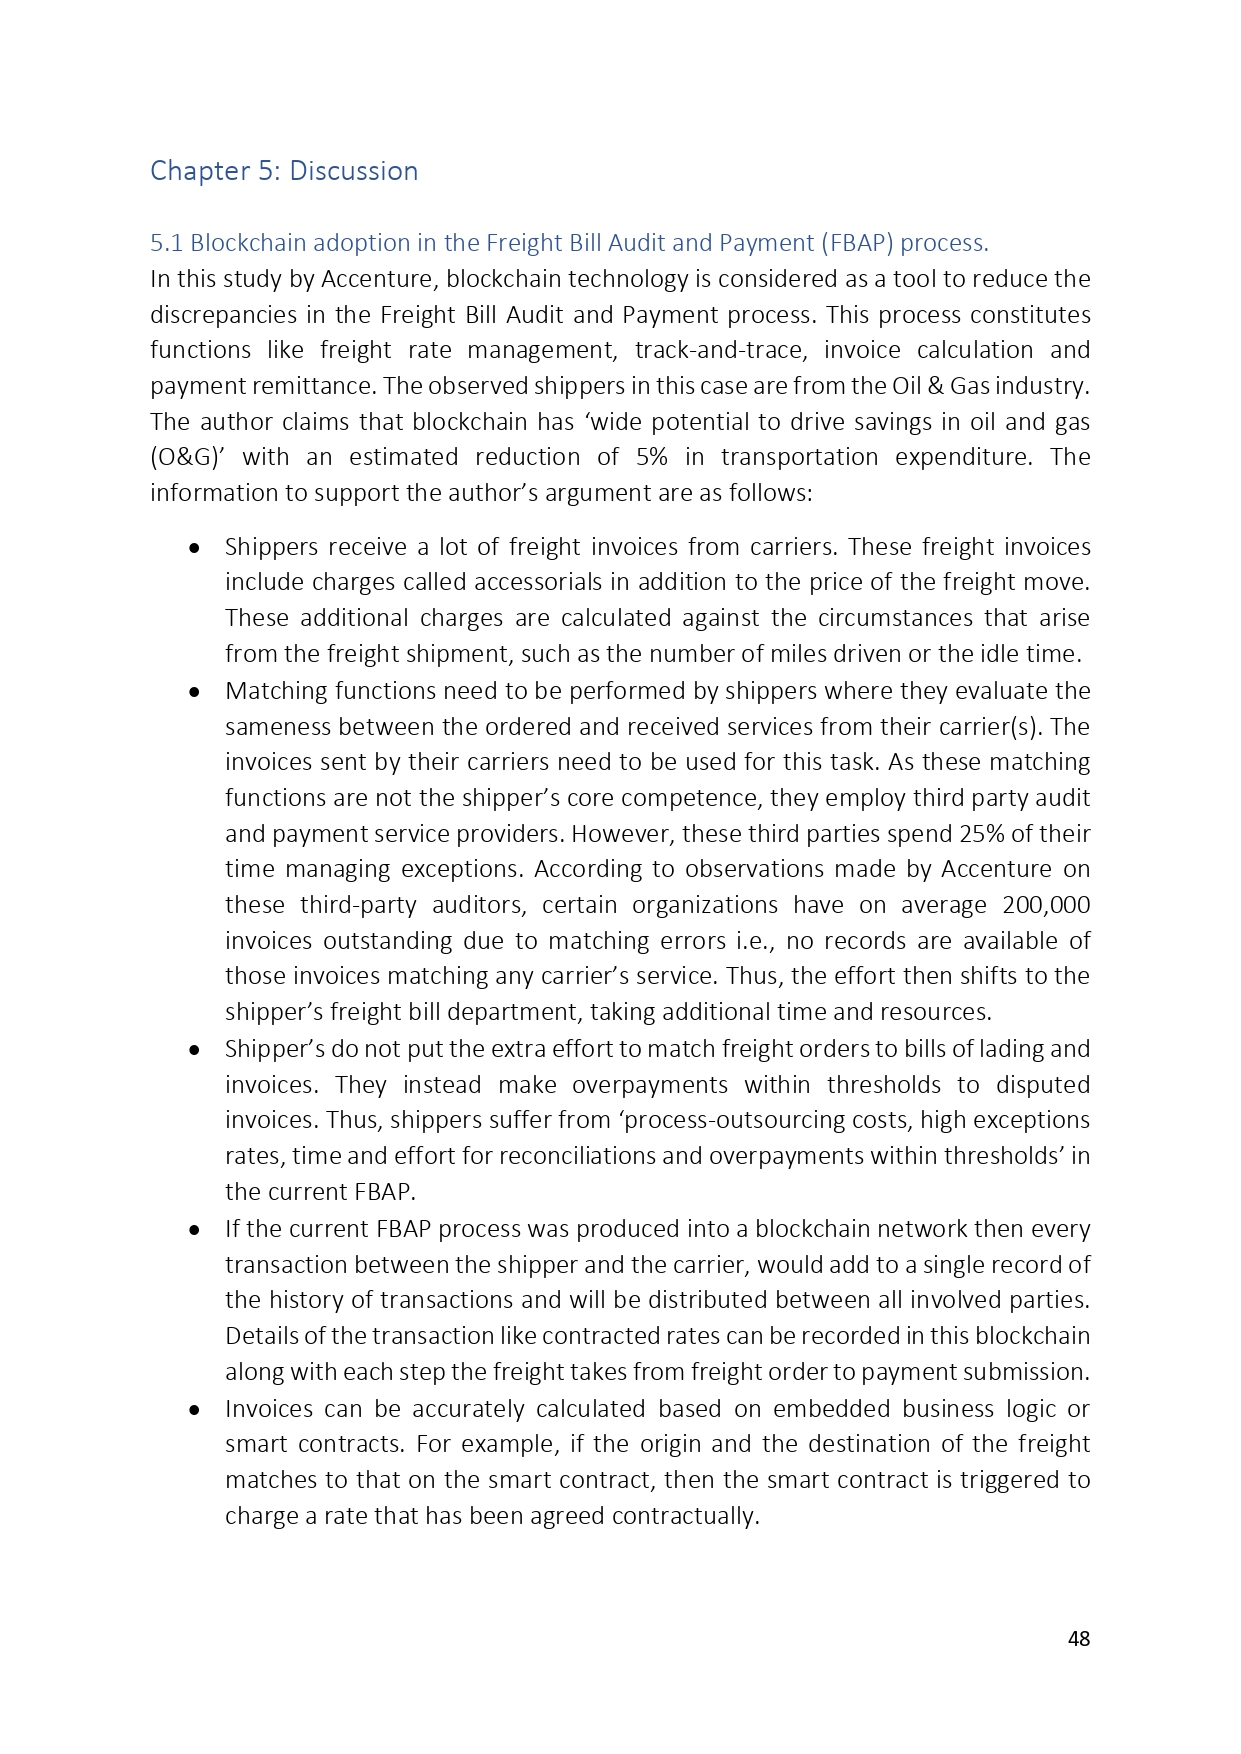 Chapter 5: Discussion
5.1 Blockchain adoption in the Freight Bill Audit and Payment (FBAP) process.
In this study by Accenture, blockchain technology is considered as a tool to reduce the
discrepancies in the Freight Bill Audit and Payment process. This process constitutes
functions like freight rate management, track-and-trace, invoice calculation and
payment remittance. The observed shippers in this case are from the Oil & Gas industry.
The author claims that blockchain has ‘wide potential to drive savings in oil and gas
(O&G)’ with an estimated reduction of 5% in transportation expenditure. The
information to support the author’s argument are as follows:
● Shippers receive a lot of freight invoices from carriers. These freight invoices
include charges called accessorials in addition to the price of the freight move.
These additional charges are calculated against the circumstances that arise
from the freight shipment, such as the number of miles driven or the idle time.
● Matching functions need to be performed by shippers where they evaluate the
sameness between the ordered and received services from their carrier(s). The
invoices sent by their carriers need to be used for this task. As these matching
functions are not the shipper’s core competence, they employ third party audit
and payment service providers. However, these third parties spend 25% of their
time managing exceptions. According to observations made by Accenture on
these third-party auditors, certain organizations have on average 200,000
invoices outstanding due to matching errors i.e., no records are available of
those invoices matching any carrier’s service. Thus, the effort then shifts to the
shipper’s freight bill department, taking additional time and resources.
● Shipper’s do not put the extra effort to match freight orders to bills of lading and
invoices. They instead make overpayments within thresholds to disputed
invoices. Thus, shippers suffer from ‘process-outsourcing costs, high exceptions
rates, time and effort for reconciliations and overpayments within thresholds’ in
the current FBAP.
● If the current FBAP process was produced into a blockchain network then every
transaction between the shipper and the carrier, would add to a single record of
the history of transactions and will be distributed between all involved parties.
Details of the transaction like contracted rates can be recorded in this blockchain
along with each step the freight takes from freight order to payment submission.
● Invoices can be accurately calculated based on embedded business logic or
smart contracts. For example, if the origin and the destination of the freight
matches to that on the smart contract, then the smart contract is triggered to
charge a rate that has been agreed contractually.
48